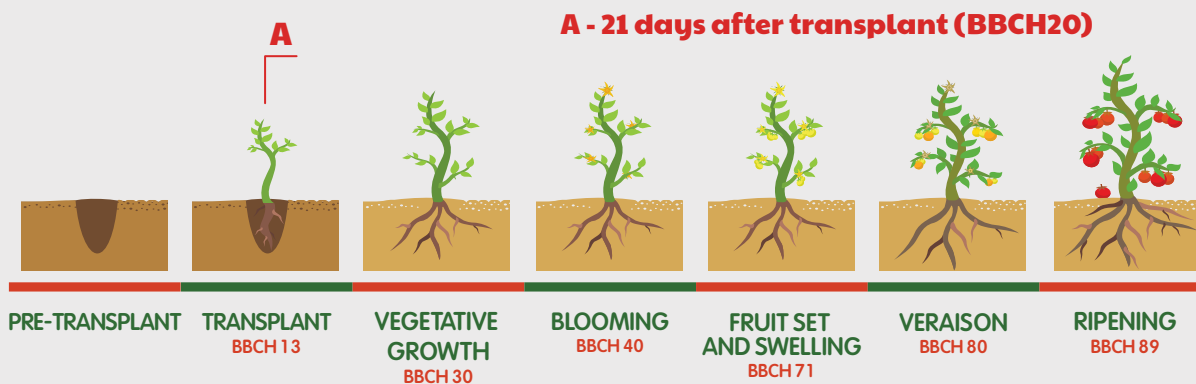 A
A - 21 days after transplant (BBCH20)
PRE-TRANSPLANT
TRANSPLANT
BBCH 13
VEGETATIVE
GROWTH
BBCH 30
BLOOMING
BBCH 40
FRUIT SET
AND SWELLING
BBCH 71
VERAISON
BBCH 80
RIPENING
BBCH 89